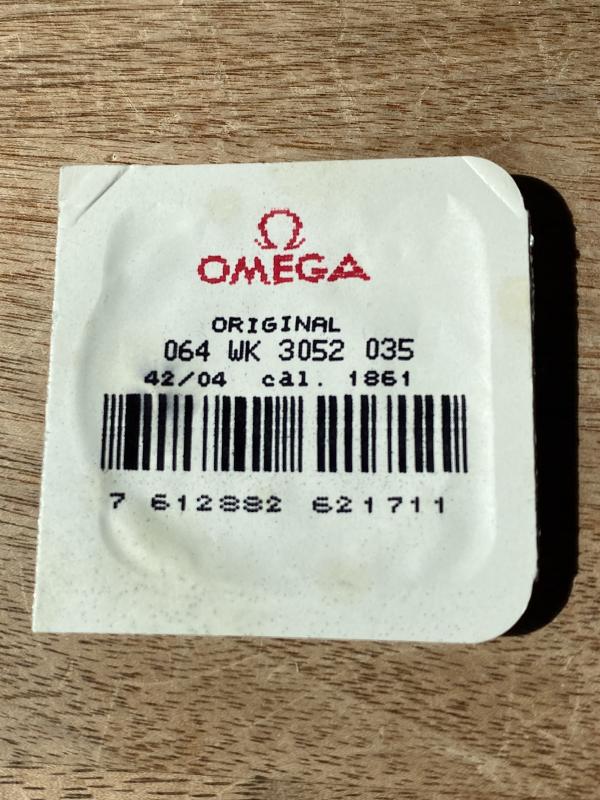 Ω
OMEGA
ORIGINAL
064 WK 3052 035
42/04 cal. 1861
7 612882 621711